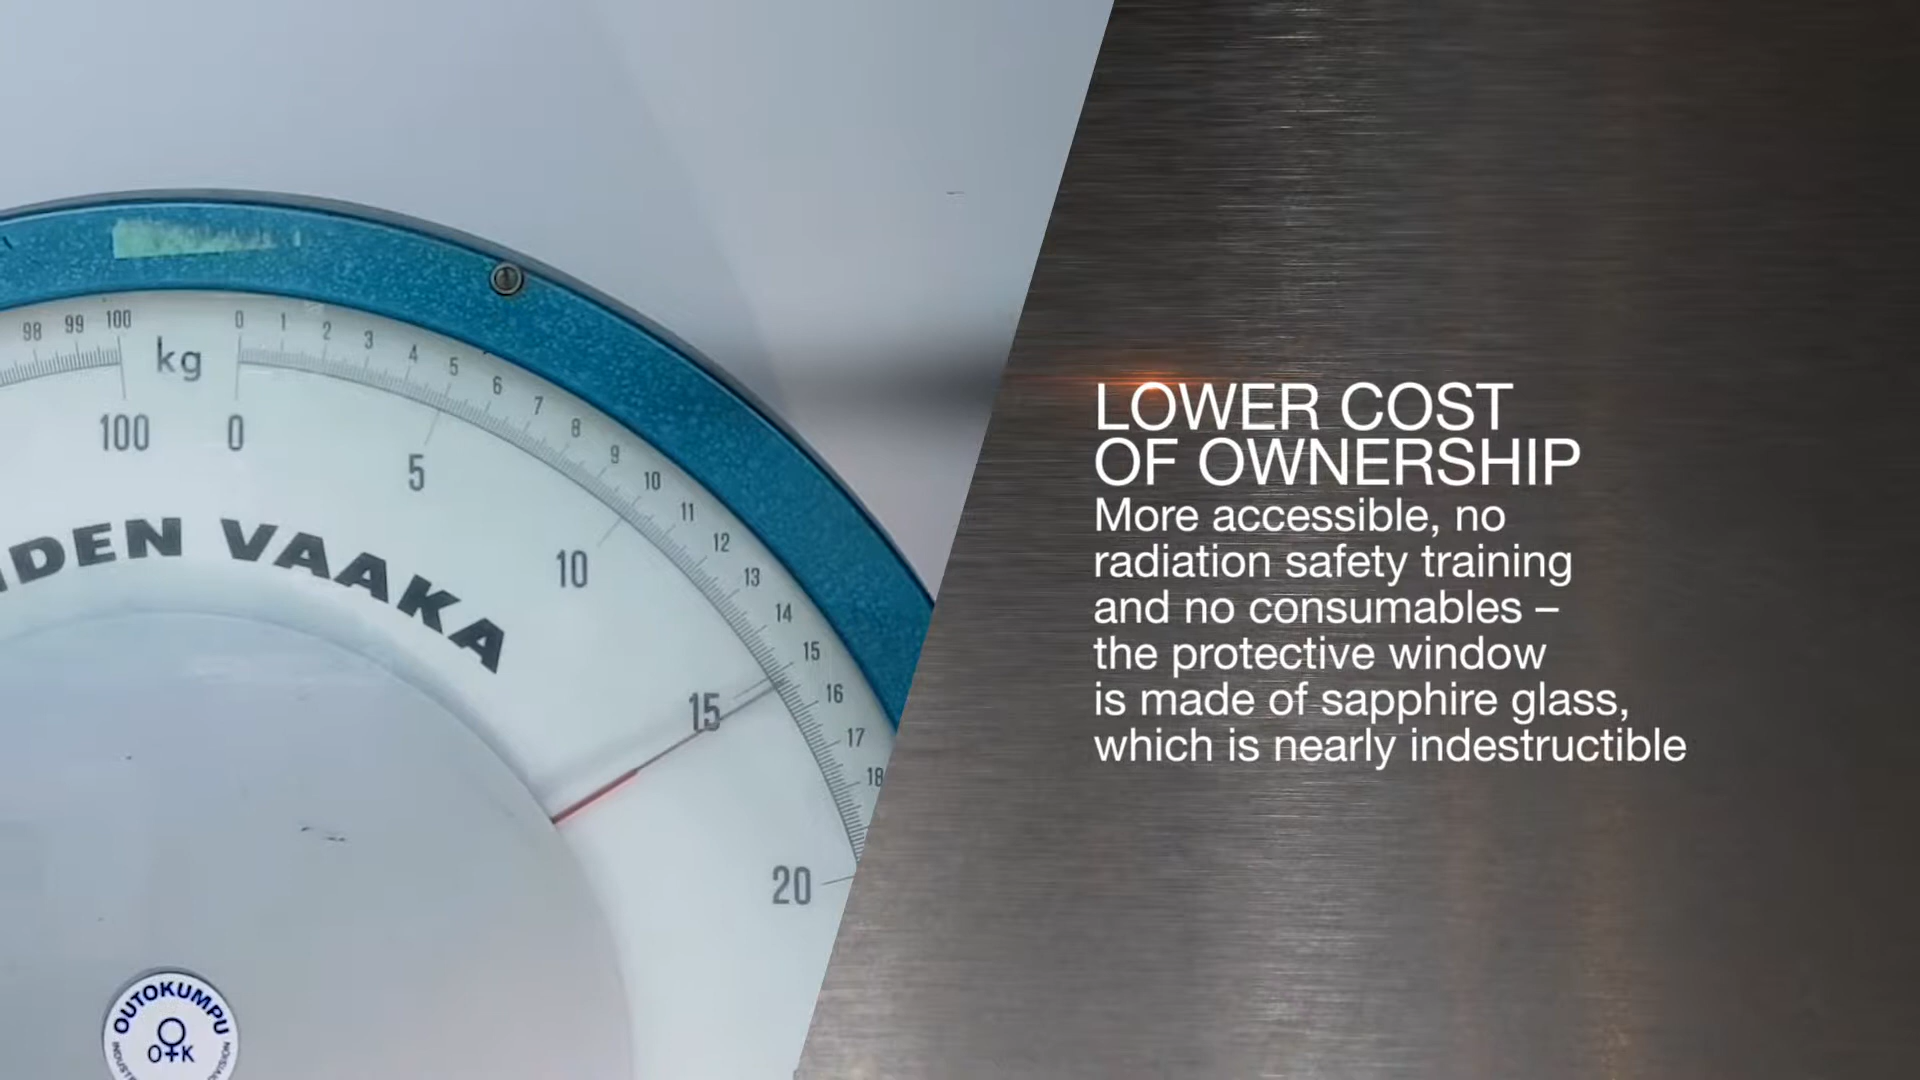 98 99 100 0 1 2 3 4 5 6 7 8 9 10 11 12 13 14 15 16 17 18
kg
100 0 5 10 15 20
VAAKA
OUTOKUMPU
O K
LOWER COST
OF OWNERSHIP
More accessible, no
radiation safety training
and no consumables –
the protective window
is made of sapphire glass,
which is nearly indestructible